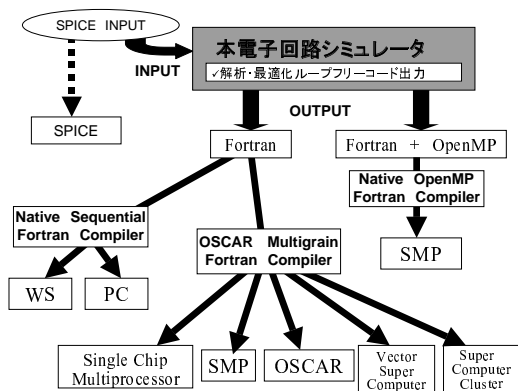 SPICE INPUT
本電子回路シミュレータ
✓解析・最適化ループフリーコード出力
INPUT
OUTPUT
SPICE
Fortran
Fortran + OpenMP
Native OpenMP
Fortran Compiler
Native Sequential
Fortran Compiler
OSCAR Multigrain
Fortran Compiler
SMP
WS
PC
Single Chip
Multiprocessor
SMP
OSCAR
Vector
Super
Computer
Super
Computer
Cluster